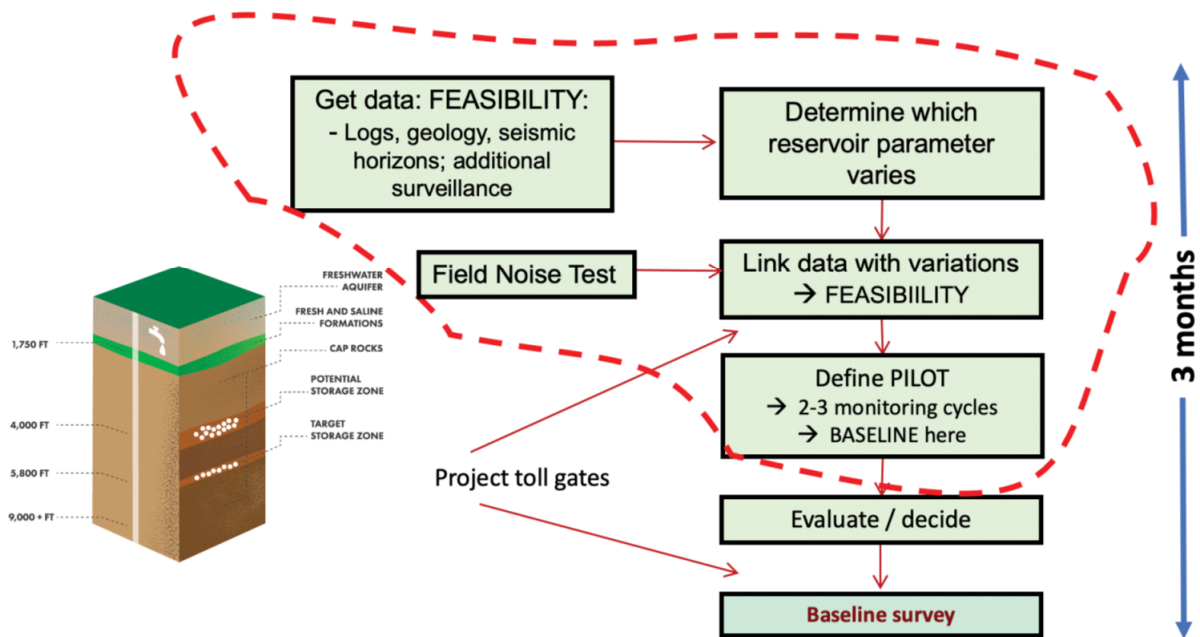 Get data: FEASIBILITY:
- Logs, geology, seismic
horizons; additional
surveillance
Determine which
reservoir parameter
varies
Field Noise Test
Link data with variations
→ FEASIBIILITY
Define PILOT
→ 2-3 monitoring cycles
→ BASELINE here
Project toll gates
Evaluate / decide
Baseline survey
3 months
FRESHWATER
AQUIFER
FRESH AND SALINE
FORMATIONS
CAP ROCKS
POTENTIAL
STORAGE ZONE
TARGET
STORAGE ZONE
1,750 FT
4,000 FT
5,800 FT
9,000 + FT